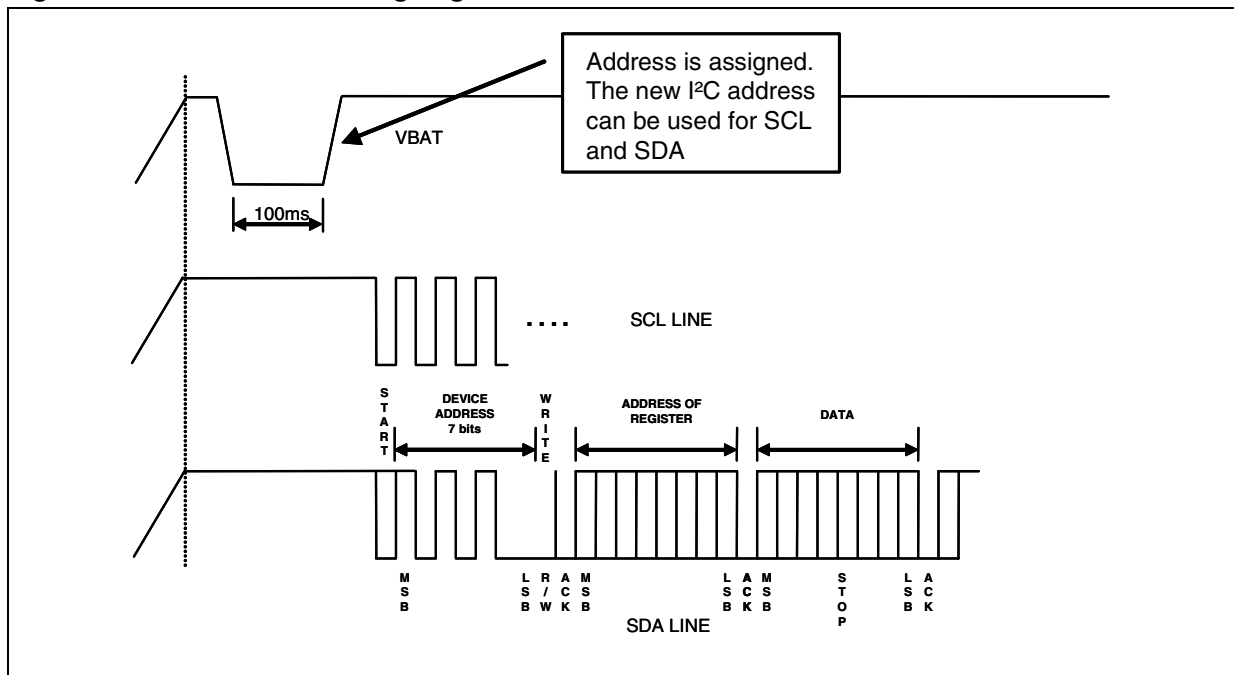 Address is assigned.
The new I²C address
can be used for SCL
and SDA
VBAT
100ms
SCL LINE
START
DEVICE
ADDRESS
7 bits
WRITE
ADDRESS OF
REGISTER
DATA
MSB
LSB
R/W
ACK
MSB
LSB
ACK
MSB
STOP
LSB
ACK
SDA LINE